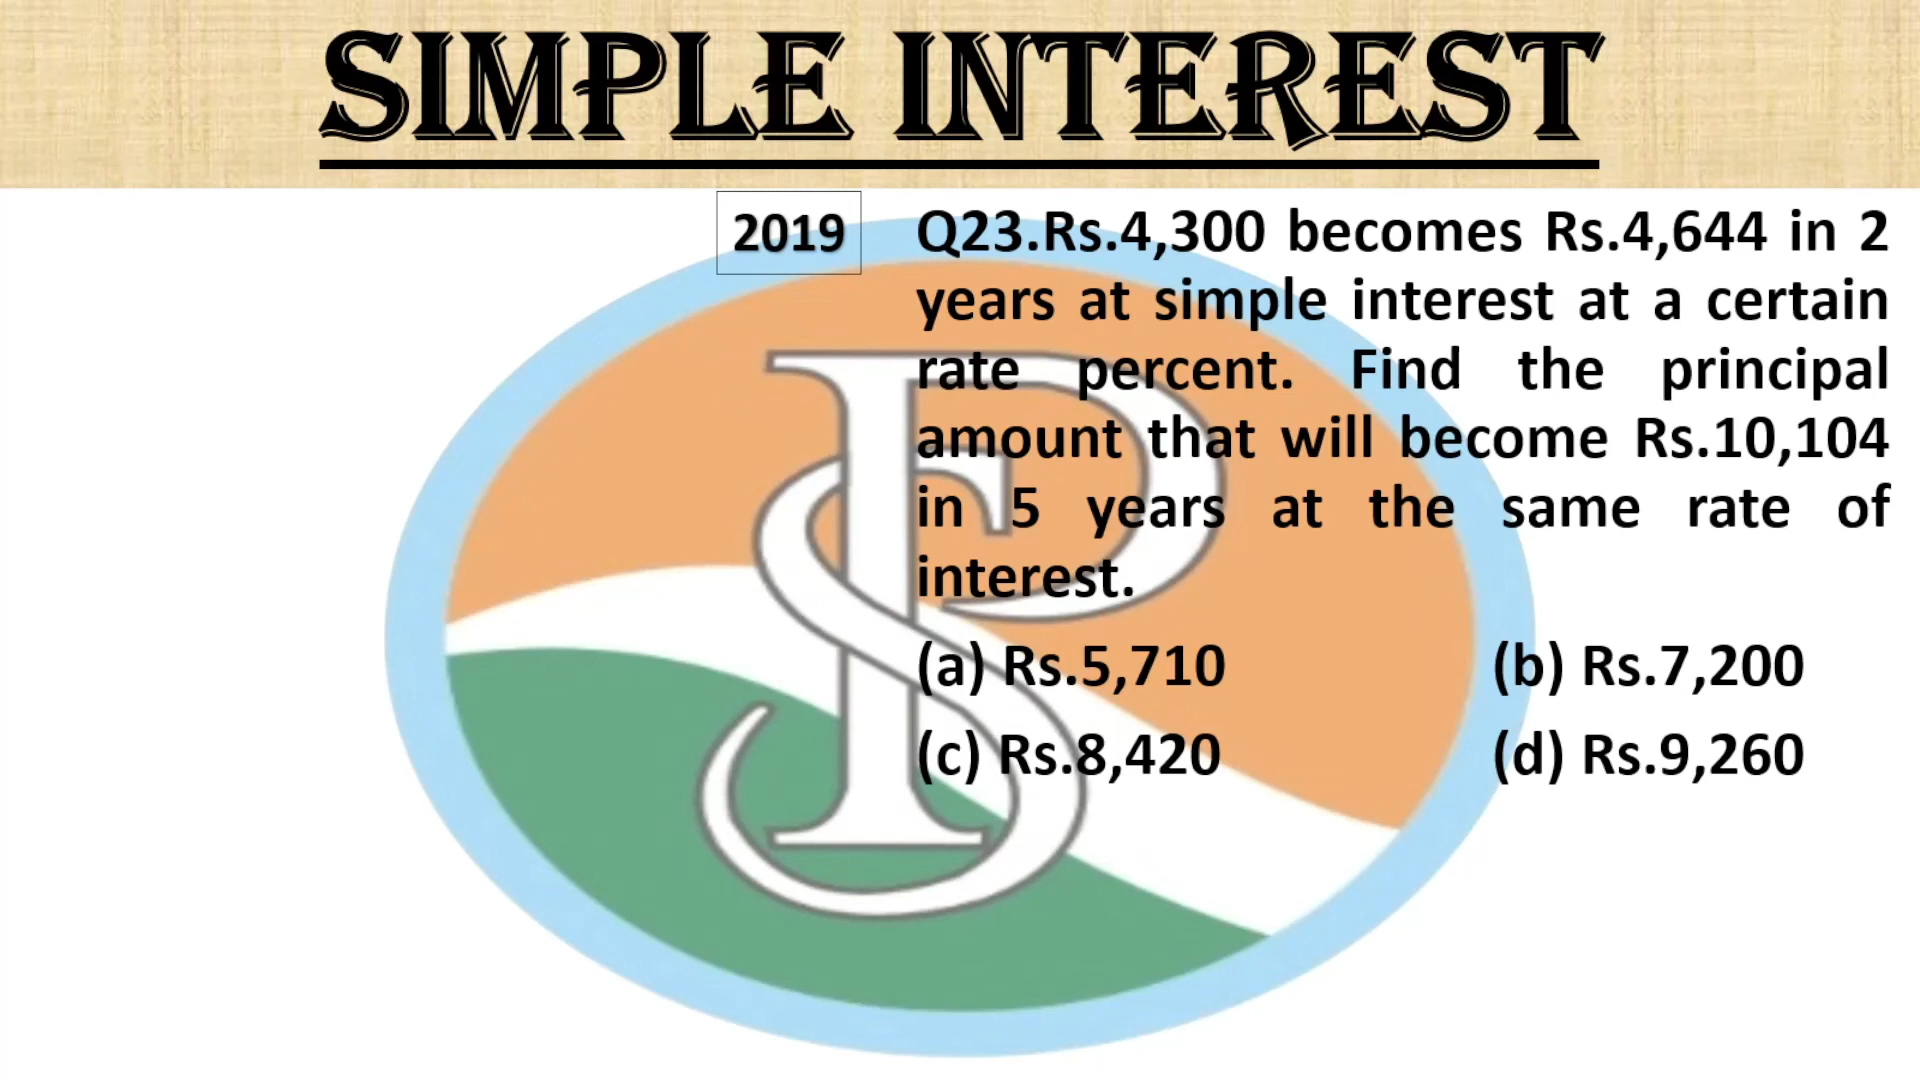 SIMPLE INTEREST
2019
Q23.Rs.4,300 becomes Rs.4,644 in 2
years at simple interest at a certain
rate percent. Find the principal
amount that will become Rs.10,104
in 5 years at the same rate of
interest.
(a) Rs.5,710 (b) Rs.7,200
(c) Rs.8,420 (d) Rs.9,260